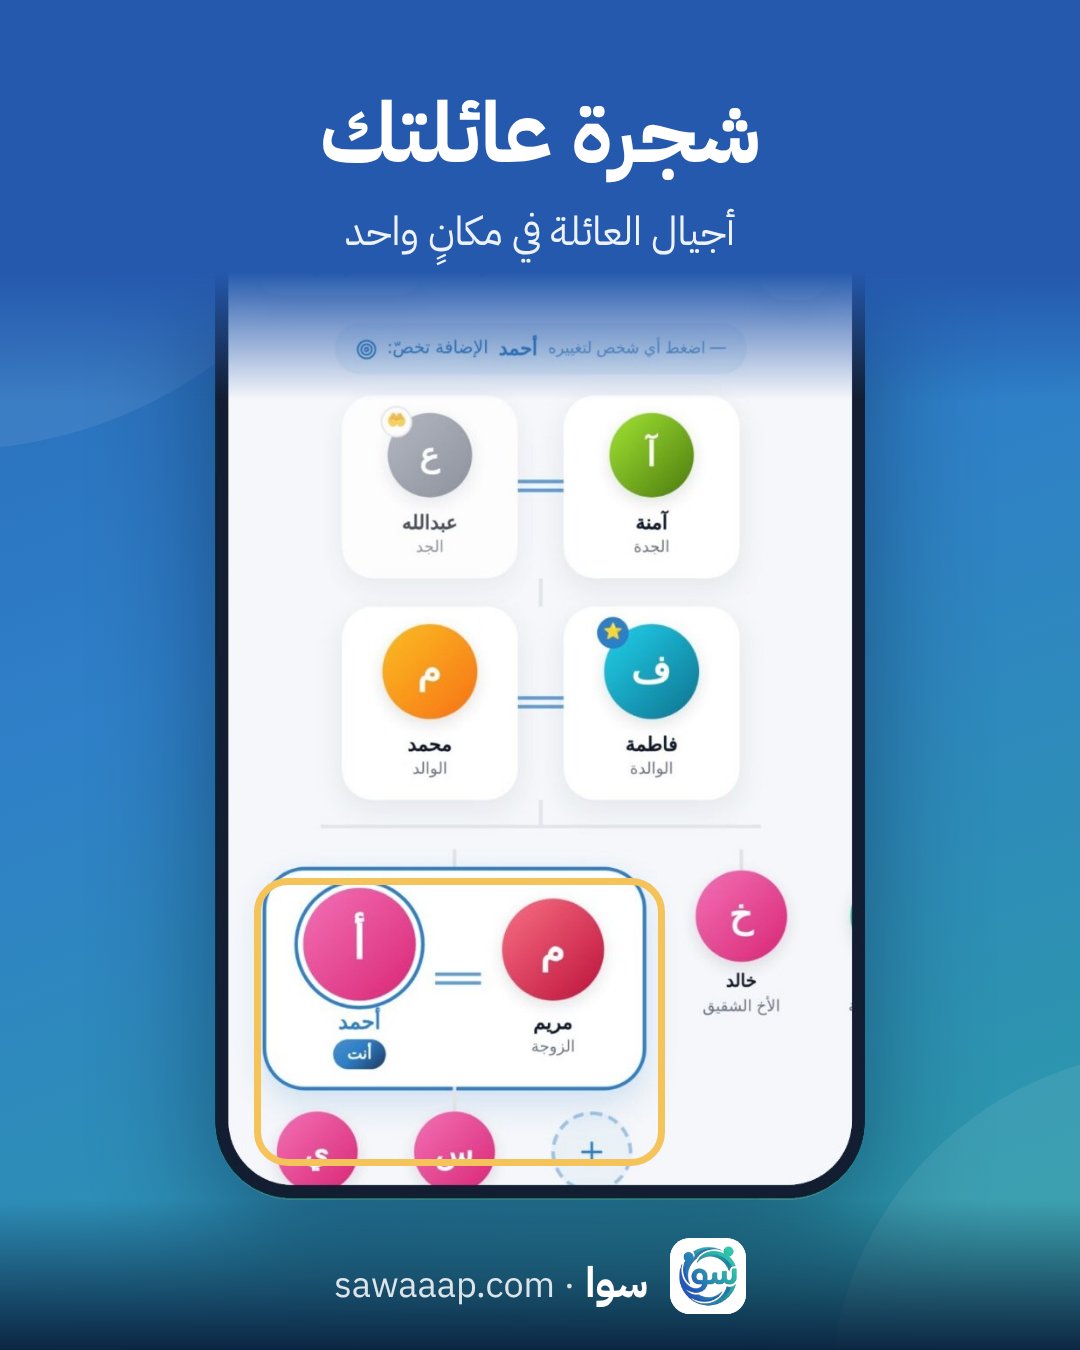 شجرة عائلتك
أجيال العائلة في مكانٍ واحد
الإضافة تخصّ: أحمد — اضغط أي شخص لتغييره
آ
ع
آمنة
عبدالله
الجدة
الجد
ف
م
فاطمة
محمد
الوالدة
الوالد
خ
م
أ
خالد
مريم
أحمد
الأخ الشقيق
الزوجة
أنت
+
س
ي
سوا
سوا · sawaaap.com